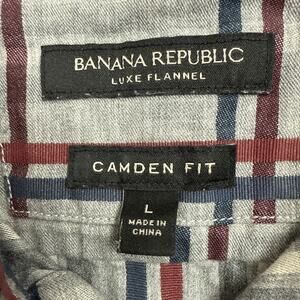 BANANA REPUBLIC
LUXE FLANNEL
CAMDEN FIT
L
MADE IN
CHINA